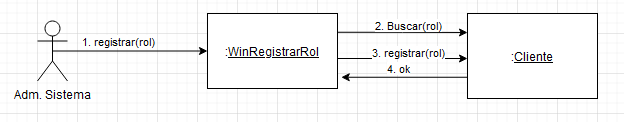 1. registrar(rol)
Adm. Sistema
:WinRegistrarRol
2. Buscar(rol)
3. registrar(rol)
4. ok
:Cliente